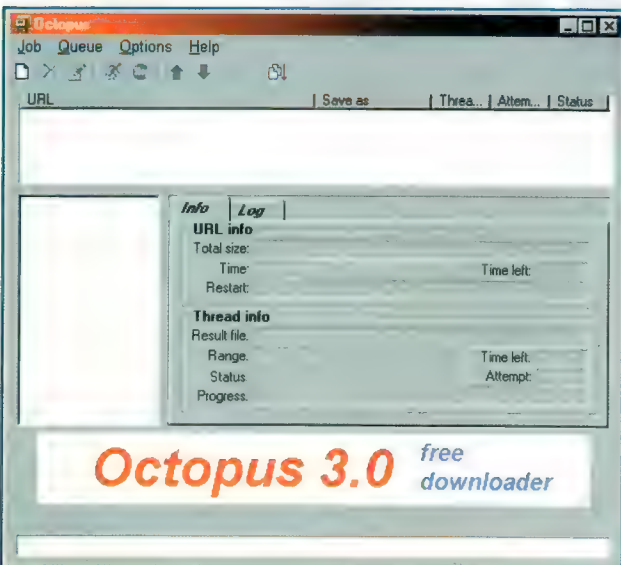 Octopus
Job Queue Options Help
URL Save as Threa... Attem... Status
Info Log
URL info
Total size:
Time: Time left:
Restart:
Thread info
Result file:
Range: Time left:
Status: Attempt:
Progress:
Octopus 3.0 free downloader